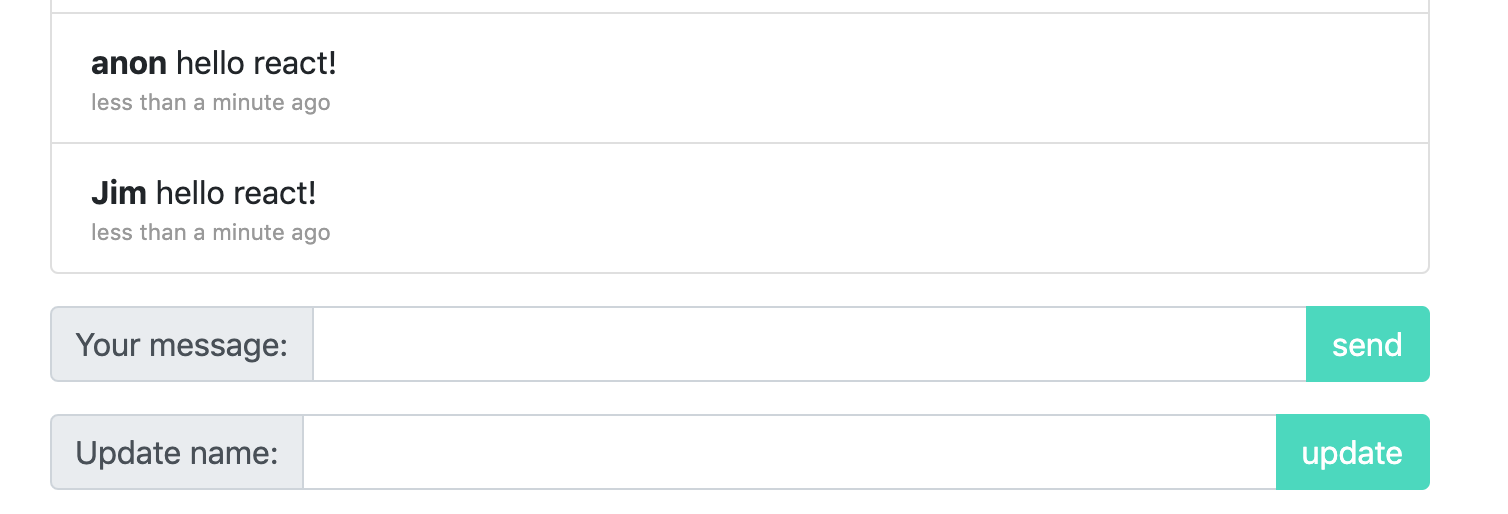 anon hello react!
less than a minute ago
Jim hello react!
less than a minute ago
Your message: send
Update name: update